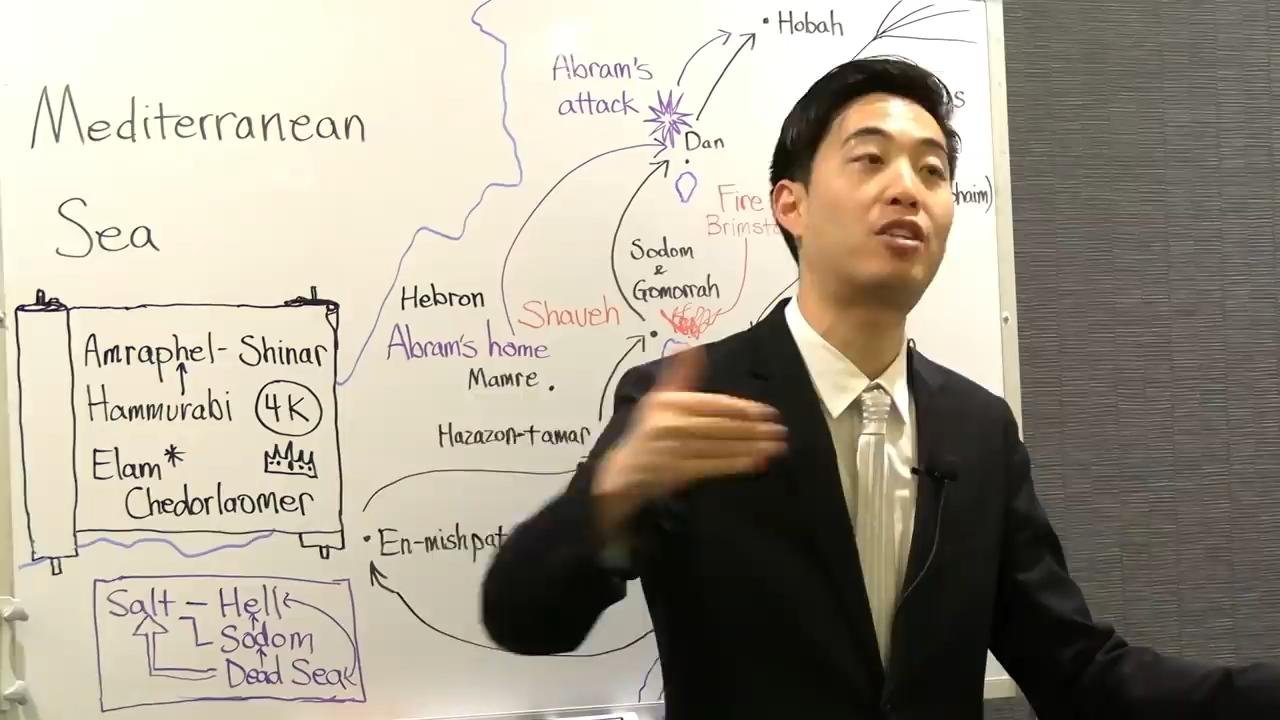 Hobah
Abram's
attack
Mediterranean
Sea
Dan
Fire
Sodom
&
Gomorrah
Hebron
Shaveh
Abram's home
Mamre
Hazazon-tamar
En-mishpat
Amraphel- Shinar
Hammurabi 4K
Elam*
Chedorlaomer
Salt - Hell
Sodom
Dead Sea